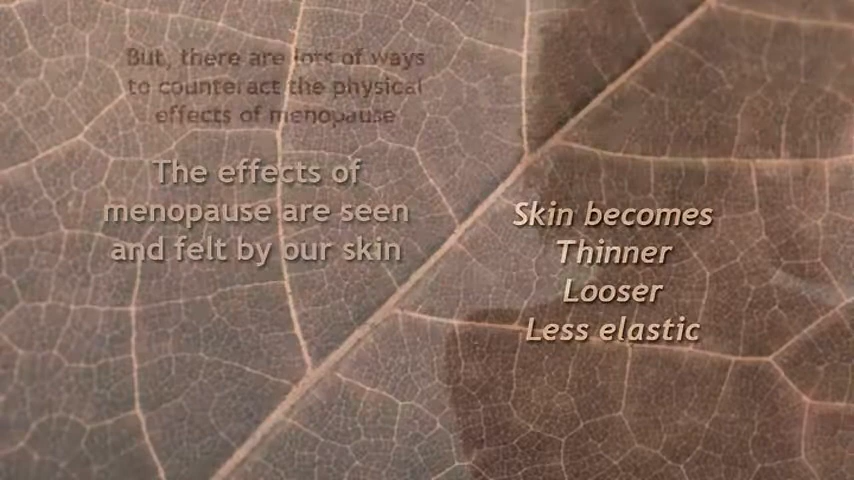 But, there are lots of ways
to counteract the physical
effects of menopause
The effects of
menopause are seen
and felt by our skin
Skin becomes
Thinner
Looser
Less elastic